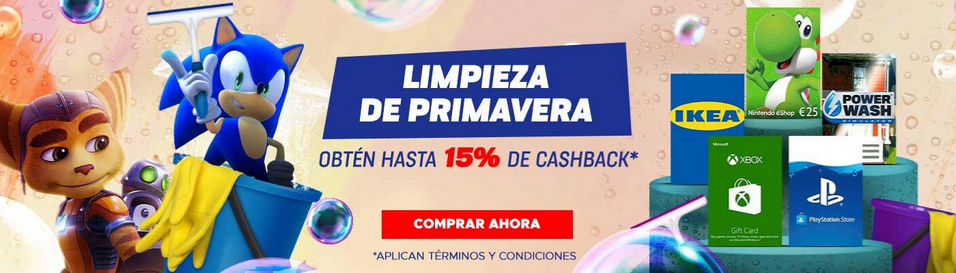 LIMPIEZA
DE PRIMAVERA
OBTÉN HASTA 15% DE CASHBACK*
COMPRAR AHORA
*APLICAN TÉRMINOS Y CONDICIONES
Nintendo eShop €25
IKEA
POWER
WASH
SIMULATOR
Microsoft
XBOX
Gift Card
PlayStation Store